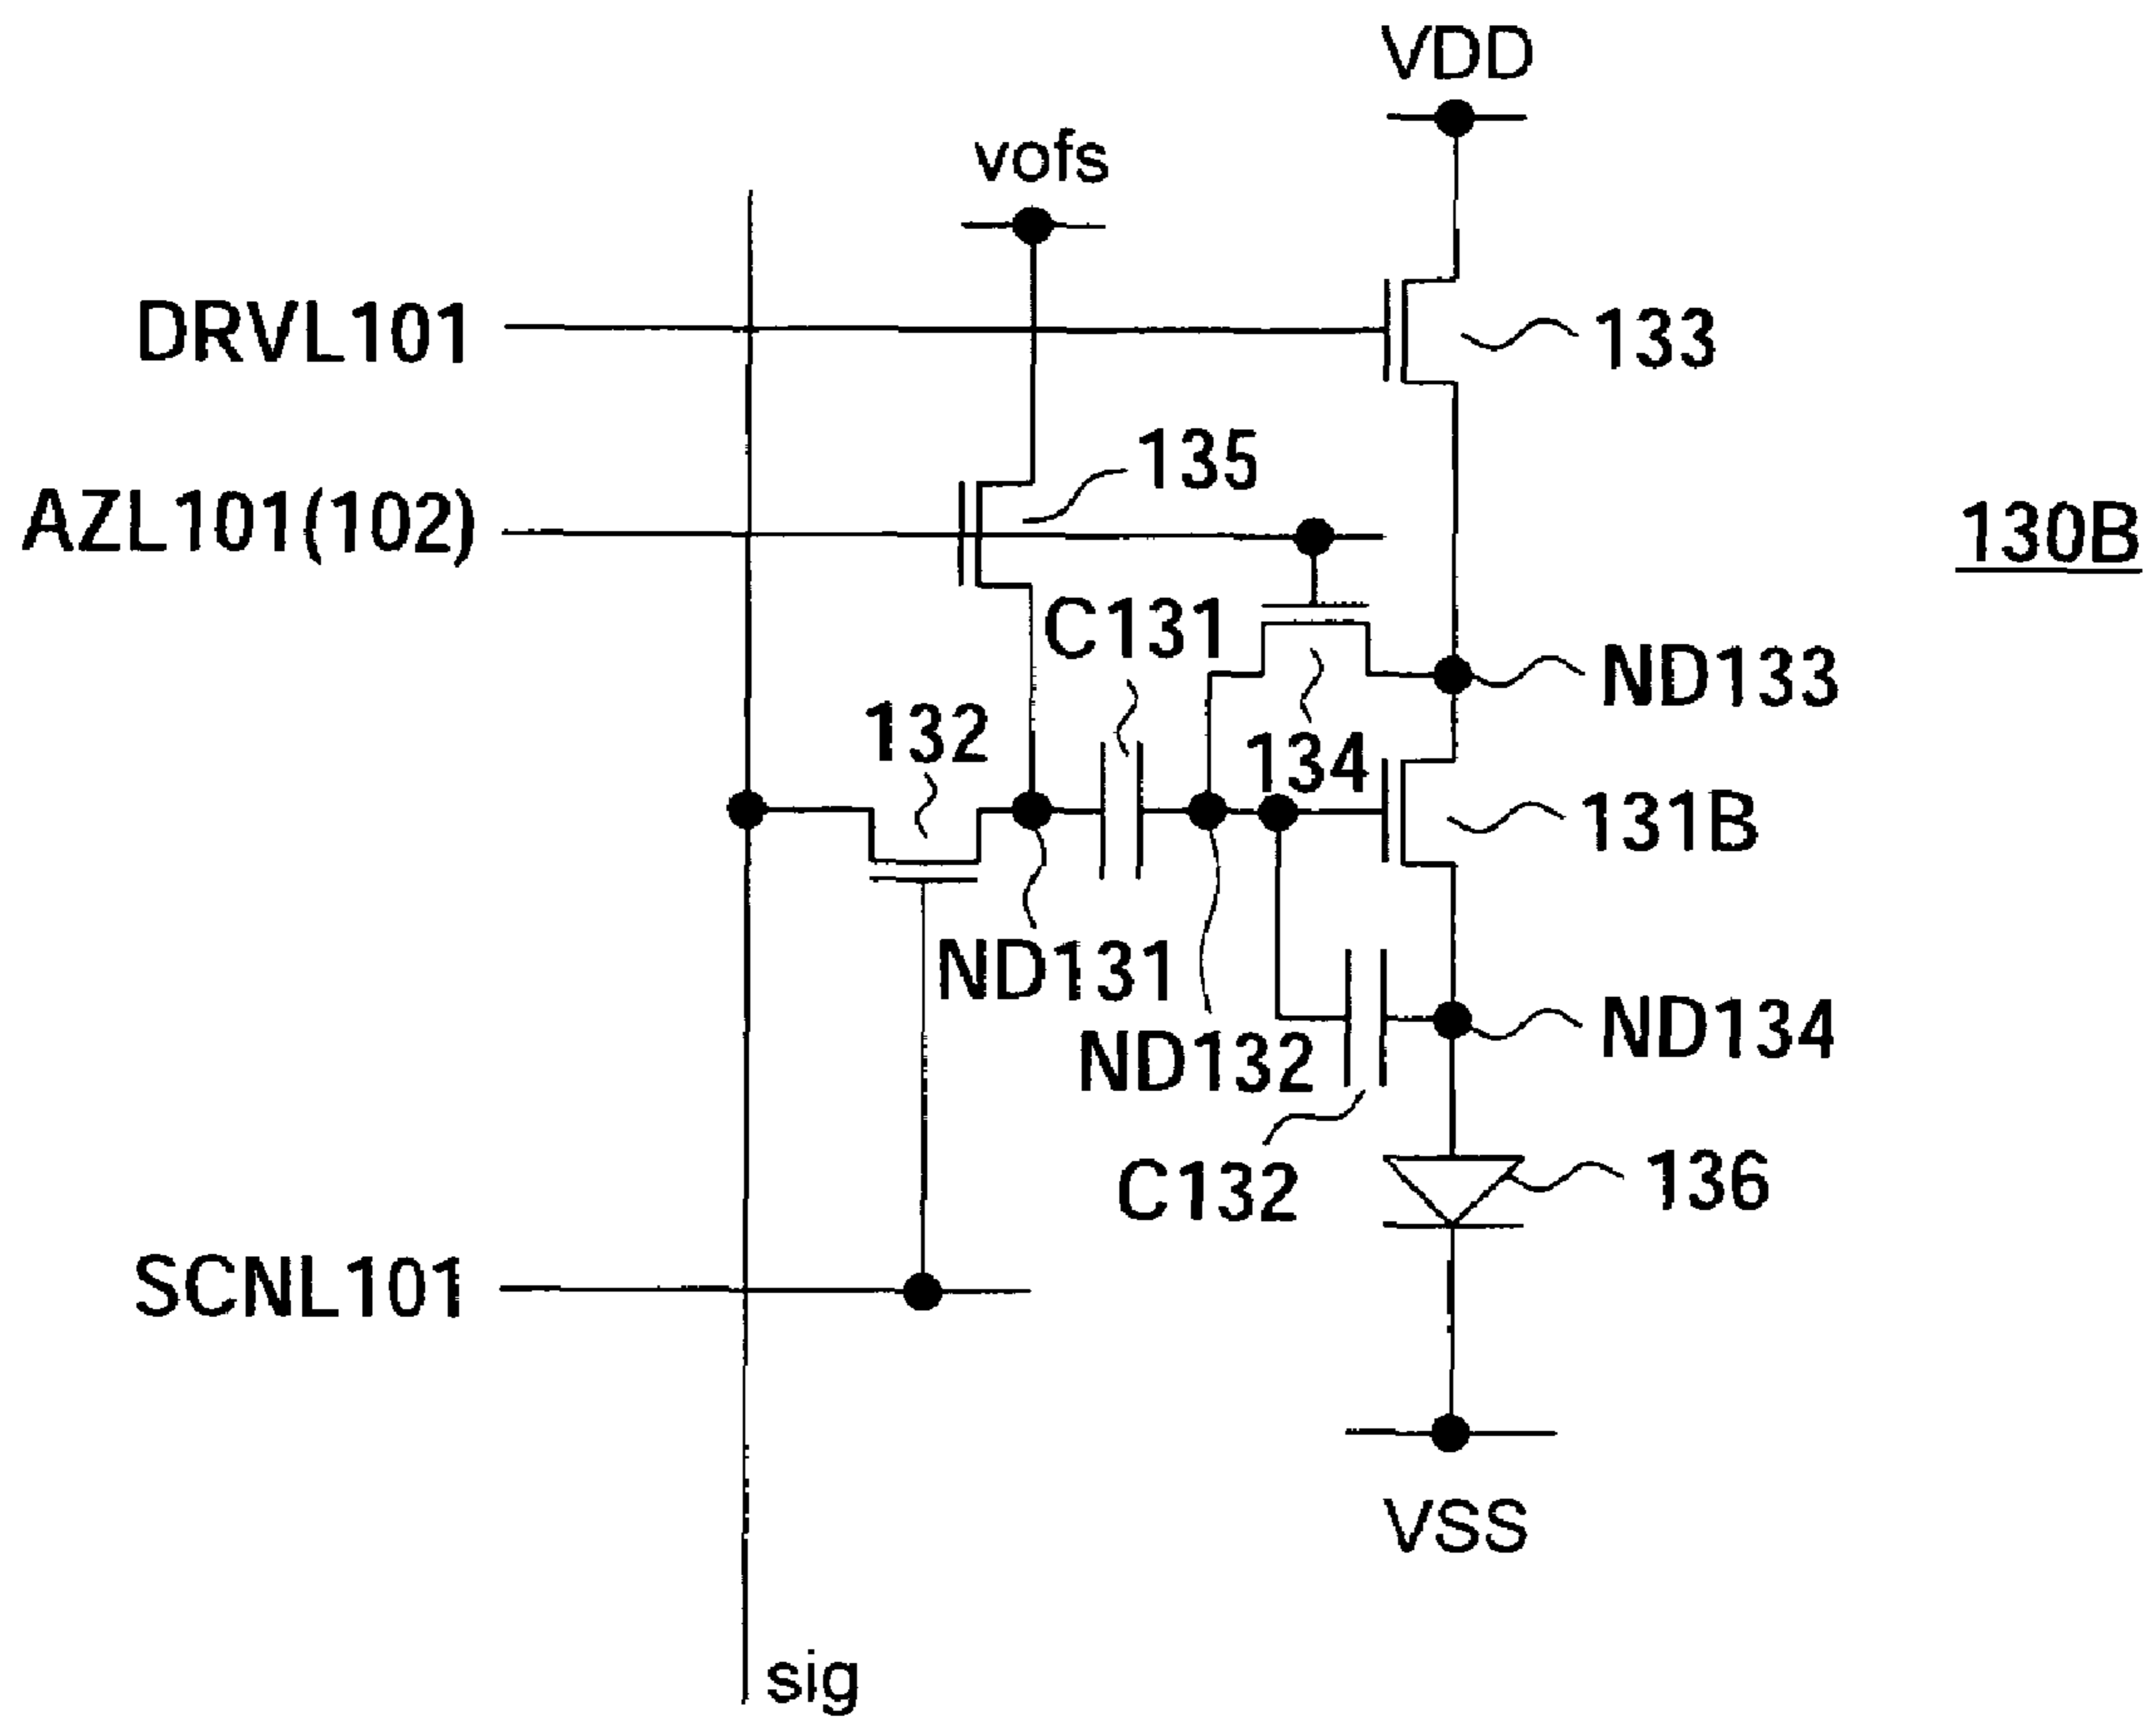 VDD
vofs
DRVL101
133
135
AZL101(102)
130B
C131
ND133
132
134
131B
ND131
ND134
ND132
C132
136
SCNL101
VSS
sig